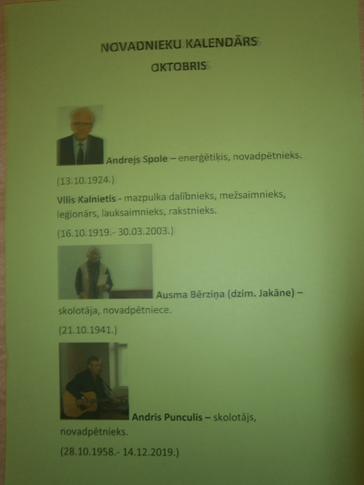 NOVADNIEKU KALENDĀRS
OKTOBRIS
Andrejs Spole – enerģētiķis, novadpētnieks.
(13.10.1924.)
Vilis Kalnietis - mazpulka dalībnieks, mežsaimnieks,
leģionārs, lauksaimnieks, rakstnieks.
(16.10.1919.- 30.03.2003.)
Ausma Bērziņa (dzim. Jakāne) –
skolotāja, novadpētniece.
(21.10.1941.)
Andris Punculis – skolotājs,
novadpētnieks.
(28.10.1958.- 14.12.2019.)